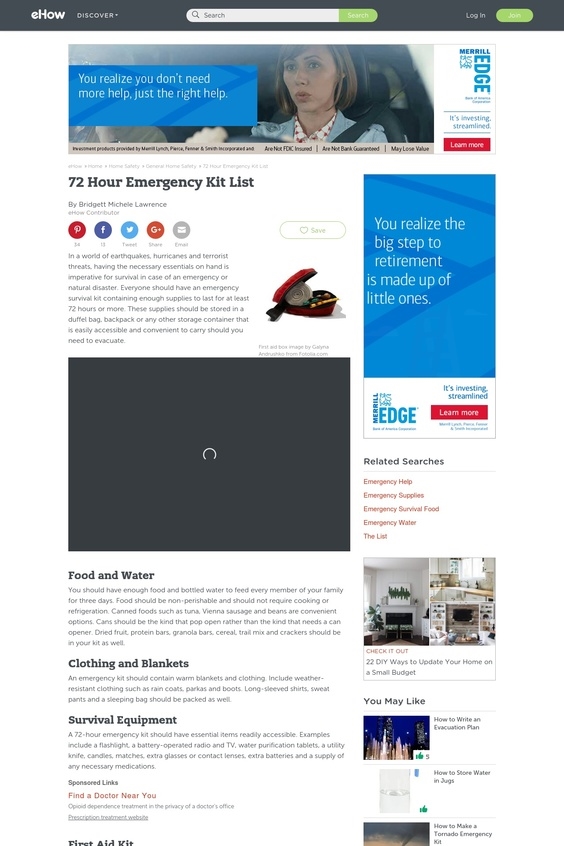 eHow DISCOVER Search Search Log In Join
You realize you don't need
more help, just the right help.
MERRILL
EDGE
Bank of America
Corporation
It's investing,
streamlined.
Learn more
Investment products provided by Merrill Lynch, Pierce, Fenner & Smith Incorporated and: Are Not FDIC Insured Are Not Bank Guaranteed May Lose Value
eHow » Home » Home Safety » General Home Safety » 72 Hour Emergency Kit List
72 Hour Emergency Kit List
By Bridgett Michele Lawrence
eHow Contributor
34 13 Tweet Share Email
Save
In a world of earthquakes, hurricanes and terrorist
threats, having the necessary essentials on hand is
imperative for survival in case of an emergency or
natural disaster. Everyone should have an emergency
survival kit containing enough supplies to last for at least
72 hours or more. These supplies should be stored in a
duffel bag, backpack or any other storage container that
is easily accessible and convenient to carry should you
need to evacuate.
First aid box image by Galyna
Andrushko from Fotolia.com
Food and Water
You should have enough food and bottled water to feed every member of your family
for three days. Food should be non-perishable and should not require cooking or
refrigeration. Canned foods such as tuna, Vienna sausage and beans are convenient
options. Cans should be the kind that pop open rather than the kind that needs a can
opener. Dried fruit, protein bars, granola bars, cereal, trail mix and crackers should be
in your kit as well.
Clothing and Blankets
An emergency kit should contain warm blankets and clothing. Include weather-
resistant clothing such as rain coats, parkas and boots. Long-sleeved shirts, sweat
pants and a sleeping bag should be packed as well.
Survival Equipment
A 72-hour emergency kit should have essential items readily accessible. Examples
include a flashlight, a battery-operated radio and TV, water purification tablets, a utility
knife, candles, matches, extra glasses or contact lenses, extra batteries and a supply of
any necessary medications.
Sponsored Links
Find a Doctor Near You
Opioid dependence treatment in the privacy of a doctor's office
Prescription treatment website
First Aid Kit
You realize the
big step to
retirement
is made up of
little ones.
It's investing,
streamlined
MERRILL
EDGE
Bank of America Corporation
Learn more
Merrill Lynch, Pierce, Fenner
& Smith Incorporated
Related Searches
Emergency Help
Emergency Supplies
Emergency Survival Food
Emergency Water
The List
CHECK IT OUT
22 DIY Ways to Update Your Home on
a Small Budget
You May Like
How to Write an
Evacuation Plan
5
How to Store Water
in Jugs
How to Make a
Tornado Emergency
Kit